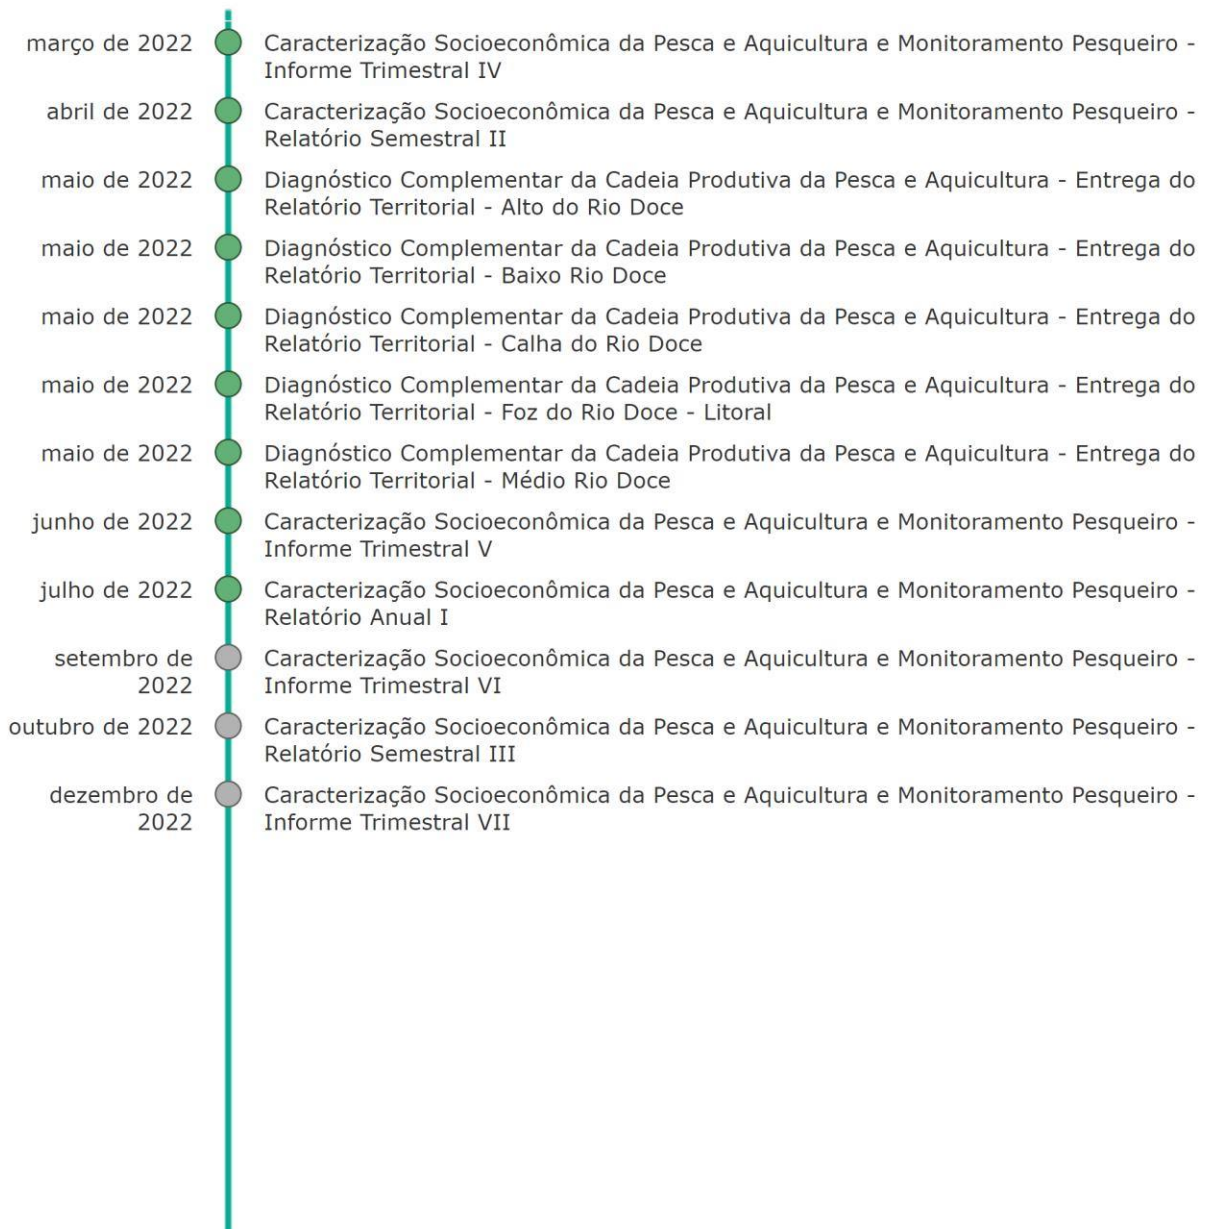 março de 2022
Caracterização Socioeconômica da Pesca e Aquicultura e Monitoramento Pesqueiro -
Informe Trimestral IV
abril de 2022
Caracterização Socioeconômica da Pesca e Aquicultura e Monitoramento Pesqueiro -
Relatório Semestral II
maio de 2022
Diagnóstico Complementar da Cadeia Produtiva da Pesca e Aquicultura - Entrega do
Relatório Territorial - Alto do Rio Doce
maio de 2022
Diagnóstico Complementar da Cadeia Produtiva da Pesca e Aquicultura - Entrega do
Relatório Territorial - Baixo Rio Doce
maio de 2022
Diagnóstico Complementar da Cadeia Produtiva da Pesca e Aquicultura - Entrega do
Relatório Territorial - Calha do Rio Doce
maio de 2022
Diagnóstico Complementar da Cadeia Produtiva da Pesca e Aquicultura - Entrega do
Relatório Territorial - Foz do Rio Doce - Litoral
maio de 2022
Diagnóstico Complementar da Cadeia Produtiva da Pesca e Aquicultura - Entrega do
Relatório Territorial - Médio Rio Doce
junho de 2022
Caracterização Socioeconômica da Pesca e Aquicultura e Monitoramento Pesqueiro -
Informe Trimestral V
julho de 2022
Caracterização Socioeconômica da Pesca e Aquicultura e Monitoramento Pesqueiro -
Relatório Anual I
setembro de
2022
Caracterização Socioeconômica da Pesca e Aquicultura e Monitoramento Pesqueiro -
Informe Trimestral VI
outubro de 2022
Caracterização Socioeconômica da Pesca e Aquicultura e Monitoramento Pesqueiro -
Relatório Semestral III
dezembro de
2022
Caracterização Socioeconômica da Pesca e Aquicultura e Monitoramento Pesqueiro -
Informe Trimestral VII